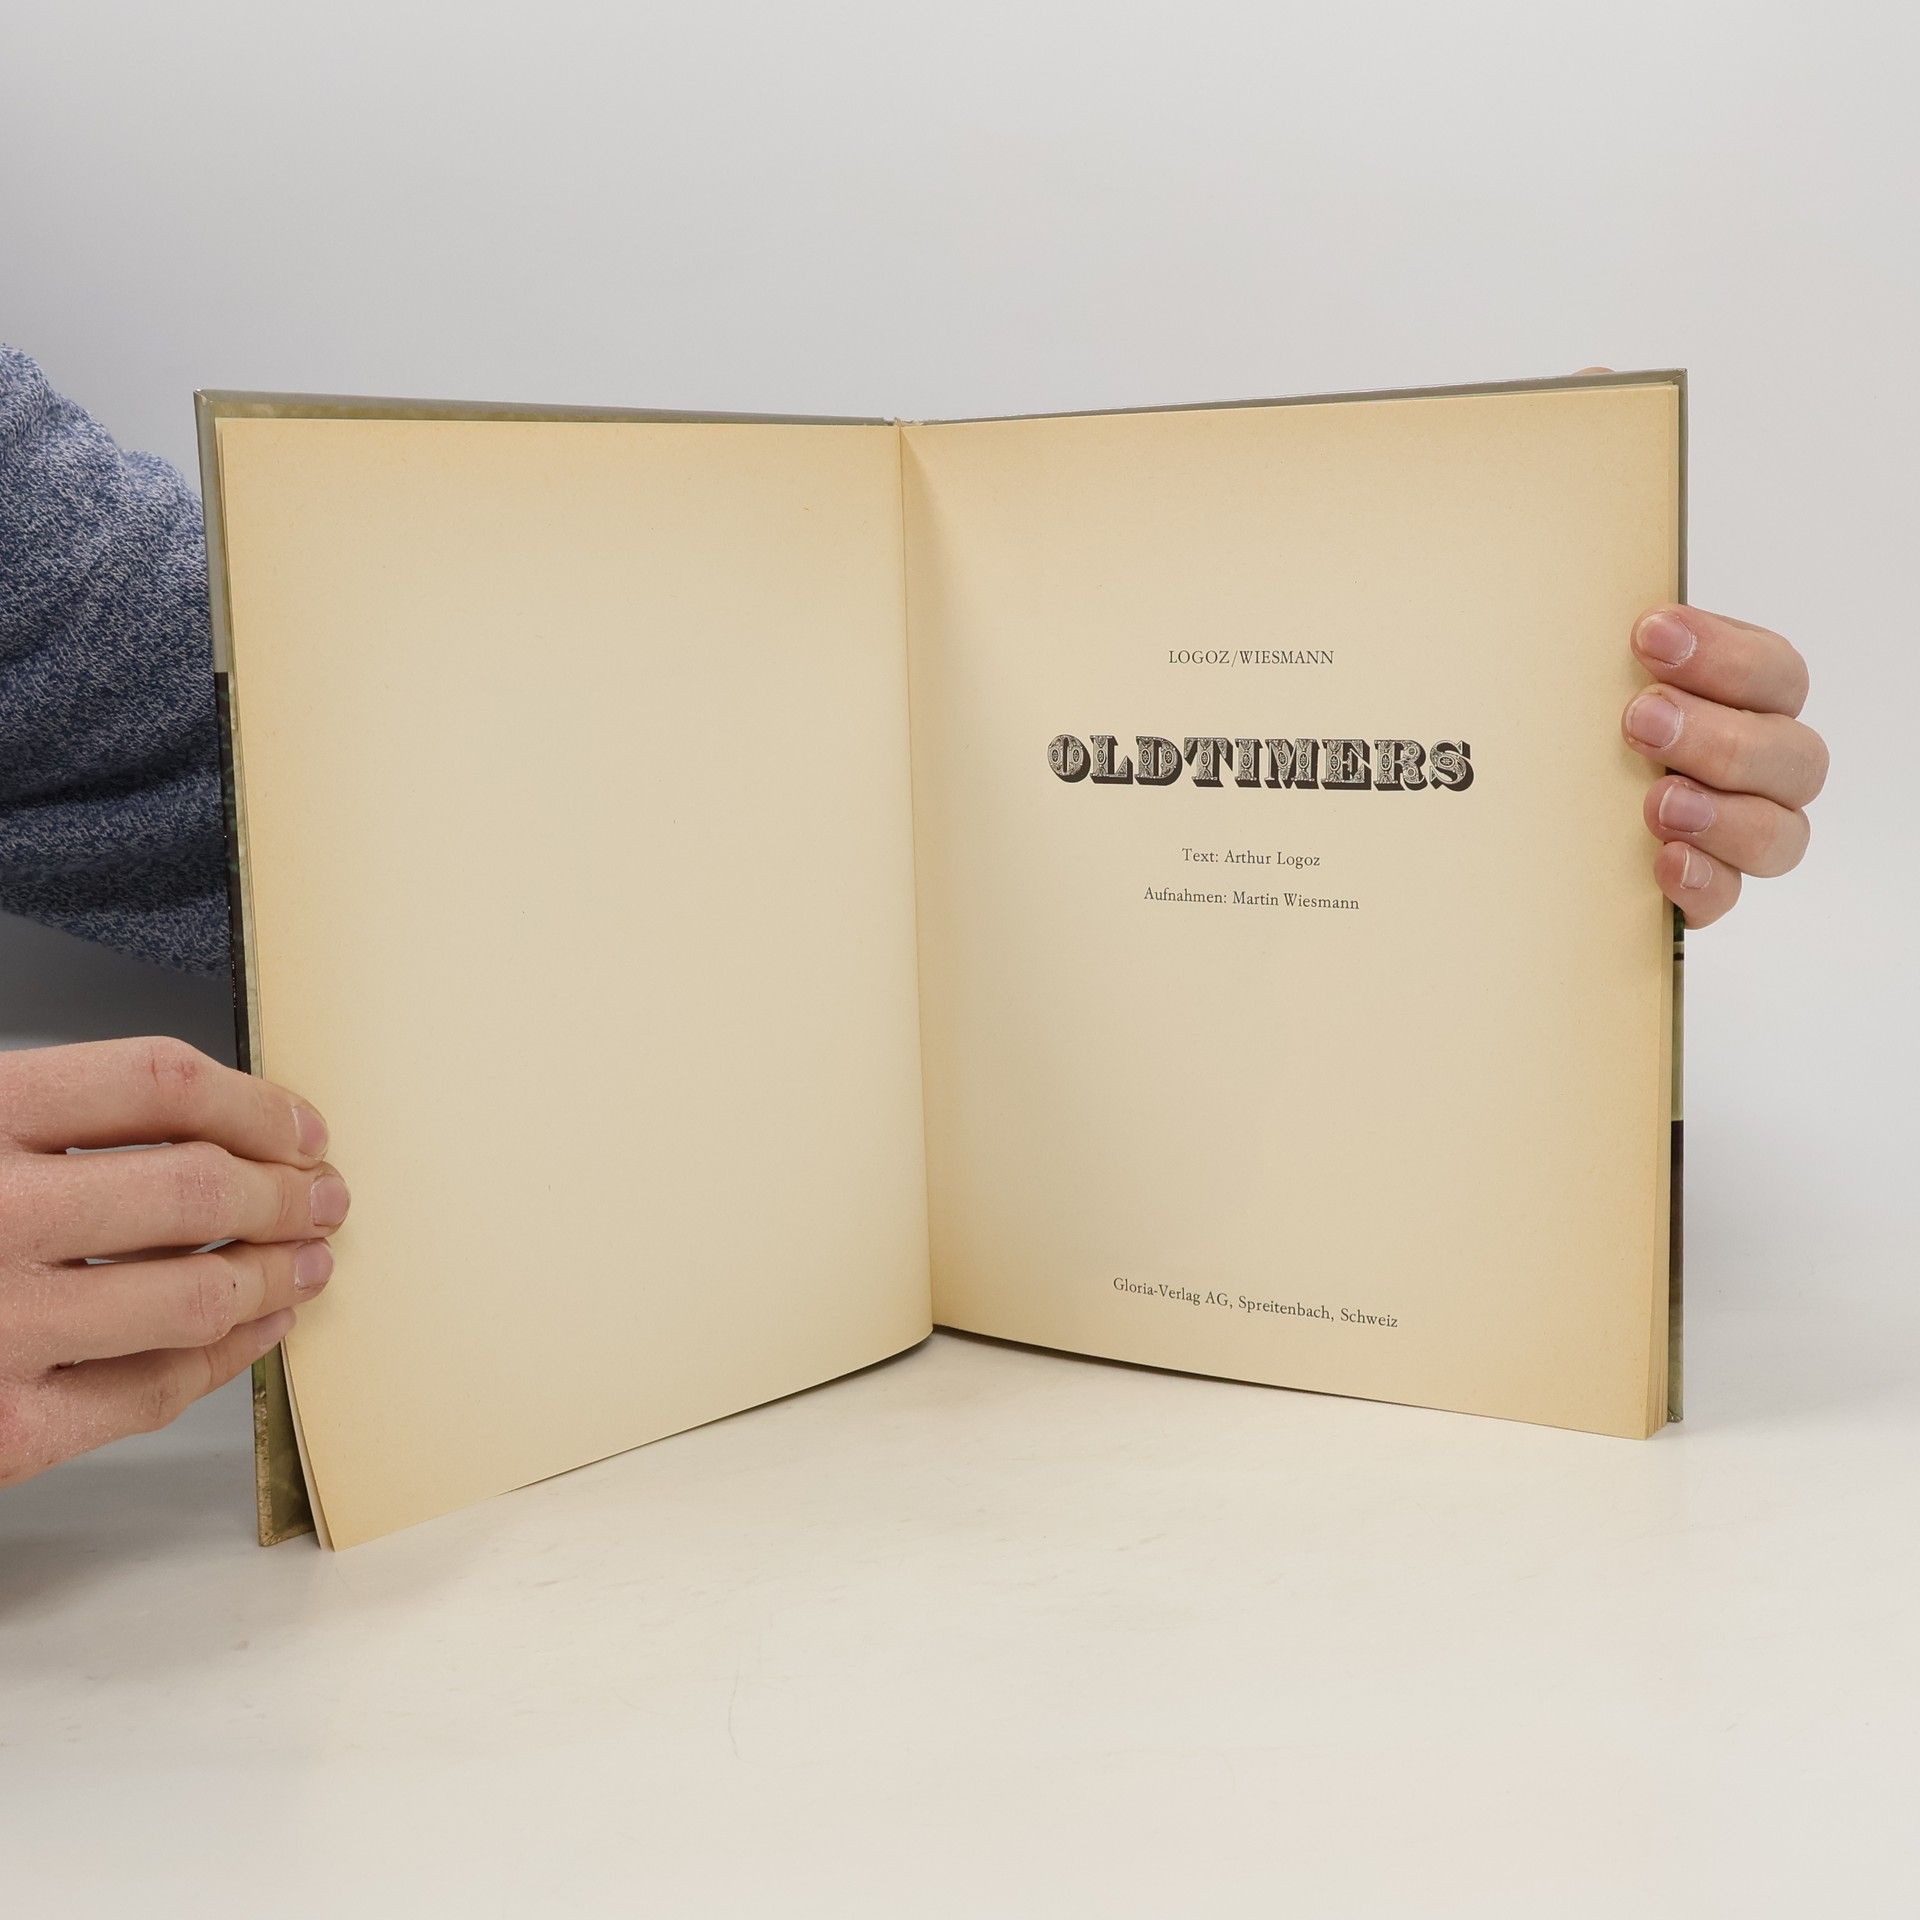 LOGOZ/WIESMANN
OLDTIMERS
Text: Arthur Logoz
Aufnahmen: Martin Wiesmann
Gloria-Verlag AG, Spreitenbach, Schweiz